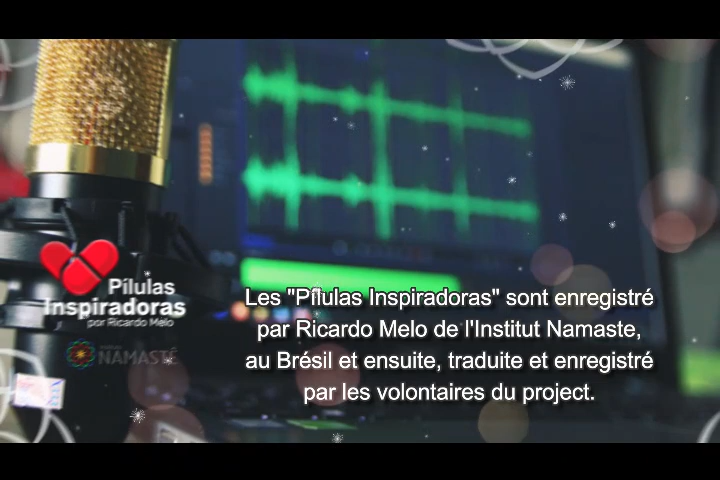 Pílulas
Inspiradoras
por Ricardo Melo
NAMASTÊ
Les "Pílulas Inspiradoras" sont enregistré
par Ricardo Melo de l'Institut Namaste,
au Brésil et ensuite, traduite et enregistré
par les volontaires du project.